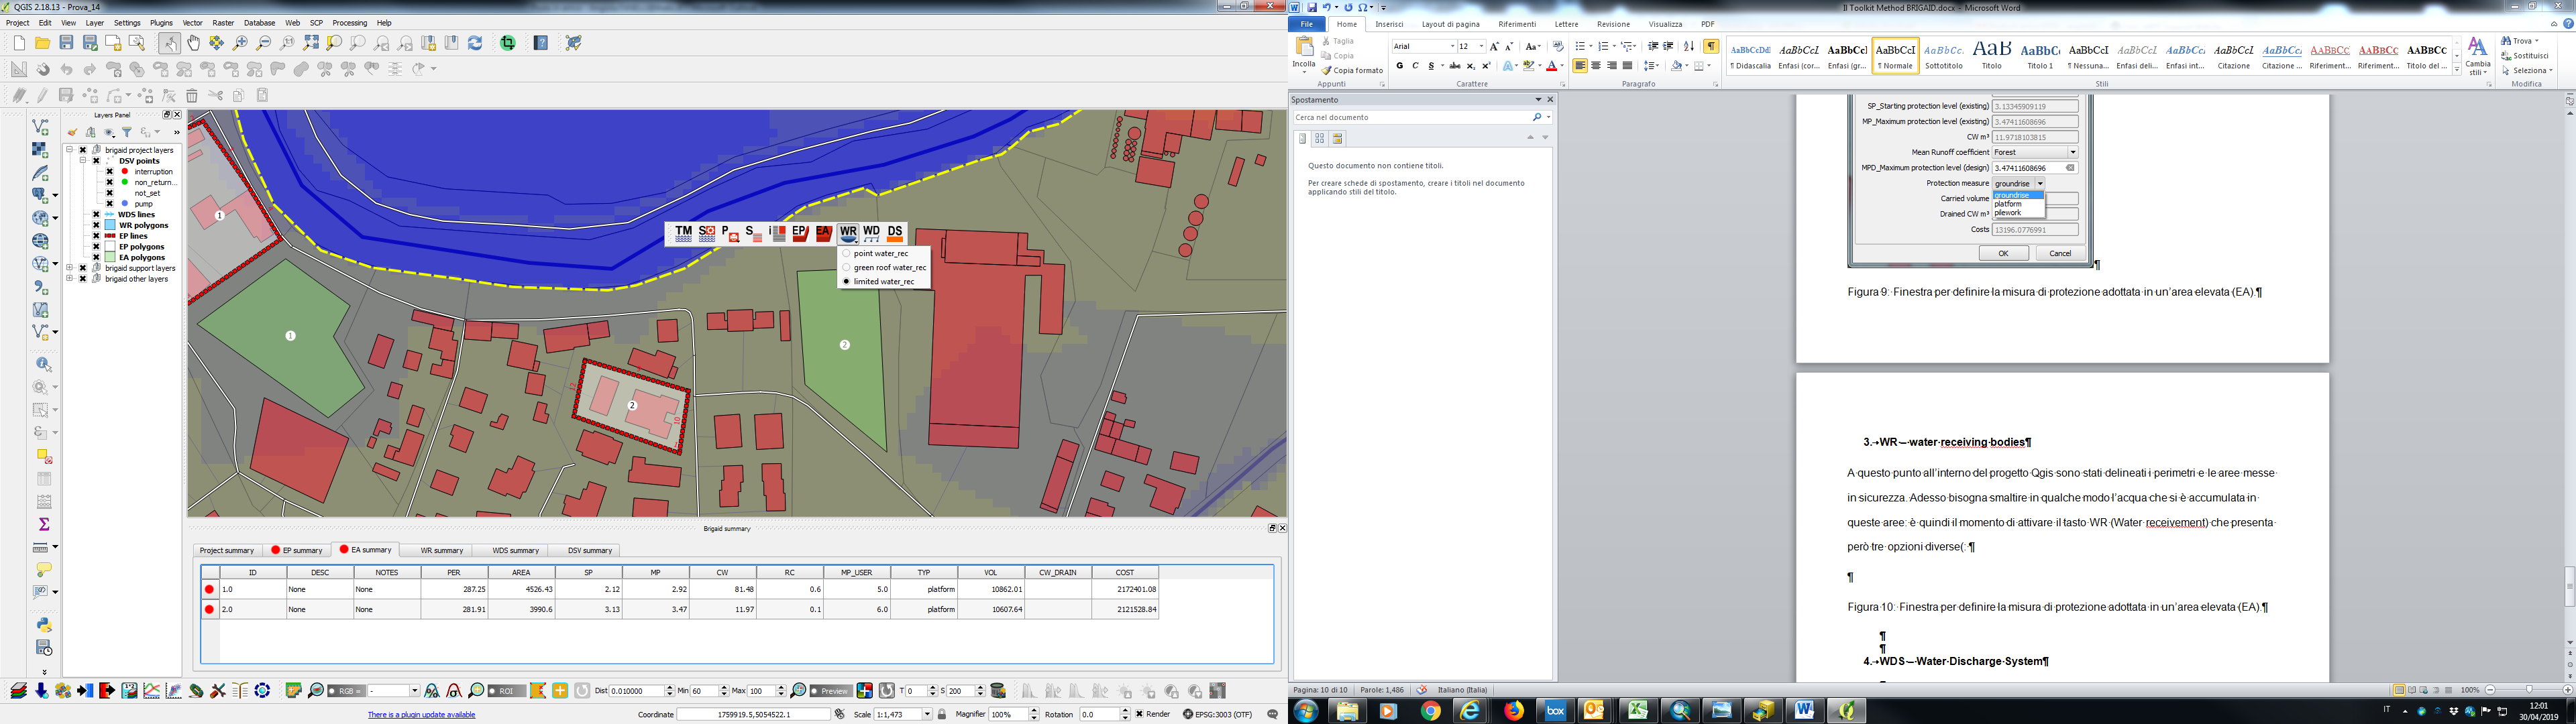 QGIS 2.18.13 - Prova_14
Project Edit View Layer Settings Plugins Vector Raster Database Web SCP Processing Help
Layers Panel
brigaid project layers
DSV points
interruption
non_return...
not_set
pump
WDS lines
WR polygons
EP lines
EP polygons
EA polygons
brigaid support layers
brigaid other layers
1
1
2
2
12
10
TM SO P S i EP EA WR WD DS
point water_rec
green roof water_rec
limited water_rec
Brigaid summary
Project summary EP summary EA summary WR summary WDS summary DSV summary
ID DESC NOTES PER AREA SP MP CW RC MP_USER TYP VOL CW_DRAIN COST
1.0 None None 287.25 4526.43 2.12 2.92 81.48 0.6 5.0 platform 10862.01 2172401.08
2.0 None None 281.91 3990.6 3.13 3.47 11.97 0.1 6.0 platform 10607.64 2121528.84
RGB = - ROI Dist 0.010000 Min 60 Max 100 Preview T 0 S 200
There is a plugin update available Coordinate 1759919.5,5054522.1 Scale 1:1,473 Magnifier 100% Rotation 0.0 Render EPSG:3003 (OTF)
Il Toolkit Method BRIGAID.docx - Microsoft Word
File Home Inserisci Layout di pagina Riferimenti Lettere Revisione Visualizza PDF
Incolla
Taglia
Copia
Copia formato
Appunti
Arial 12
G C S abc x₂ x²
Carattere
Paragrafo
AaBbCcDd AaBbCcL AaBbCcI AaBbCcI AaBbCc. AaB AaBbC AaBbCcI AaBbCcL AaBbCcI AaBbCcL AaBbCcI AaBbCc AaBbCc AaBbCc
¶ Didascalia Enfasi (cor... Enfasi (gr... ¶ Normale Sottotitolo Titolo Titolo 1 ¶ Nessuna... Enfasi deli... Enfasi int... Citazione Citazione ... Riferiment... Riferiment... Titolo del ...
Stili
Cambia stili
Trova
Sostituisci
Seleziona
Modifica
Spostamento
Cerca nel documento
Questo documento non contiene titoli.
Per creare schede di spostamento, creare i titoli nel documento
applicando stili del titolo.
SP_Starting protection level (existing) 3.13345909119
MP_Maximum protection level (existing) 3.47411608696
CW m³ 11.9718103815
Mean Runoff coefficient Forest
MPD_Maximum protection level (design) 3.47411608696
Protection measure groundrise
groundrise
platform
pilework
Carried volume
Drained CW m³
Costs 13196.0776991
OK Cancel
¶
Figura 9: Finestra per definire la misura di protezione adottata in un'area elevata (EA).¶
3.→WR – water receiving bodies¶
A questo punto all'interno del progetto Qgis sono stati delineati i perimetri e le aree messe
in sicurezza. Adesso bisogna smaltire in qualche modo l'acqua che si è accumulata in
queste aree: è quindi il momento di attivare il tasto WR (Water receivement) che presenta
però tre opzioni diverse(: ¶
¶
Figura 10: Finestra per definire la misura di protezione adottata in un'area elevata (EA).¶
¶
¶
4.→WDS – Water Discharge System¶
Pagina: 10 di 10 Parole: 1,486 Italiano (Italia) 100%
box
IT
12:01
30/04/2019